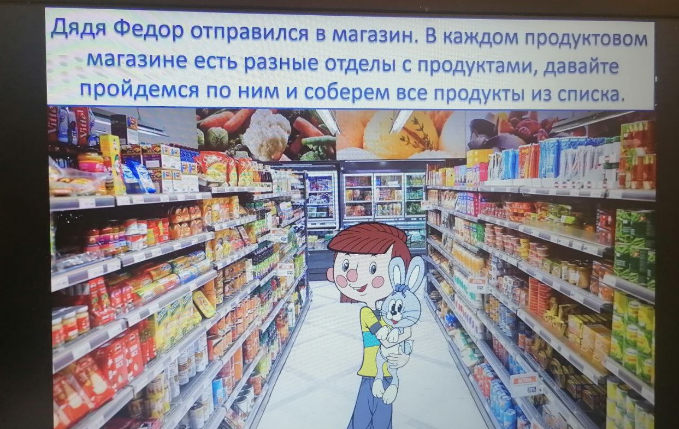 Дядя Федор отправился в магазин. В каждом продуктовом
магазине есть разные отделы с продуктами, давайте
пройдемся по ним и соберем все продукты из списка.
Vittel